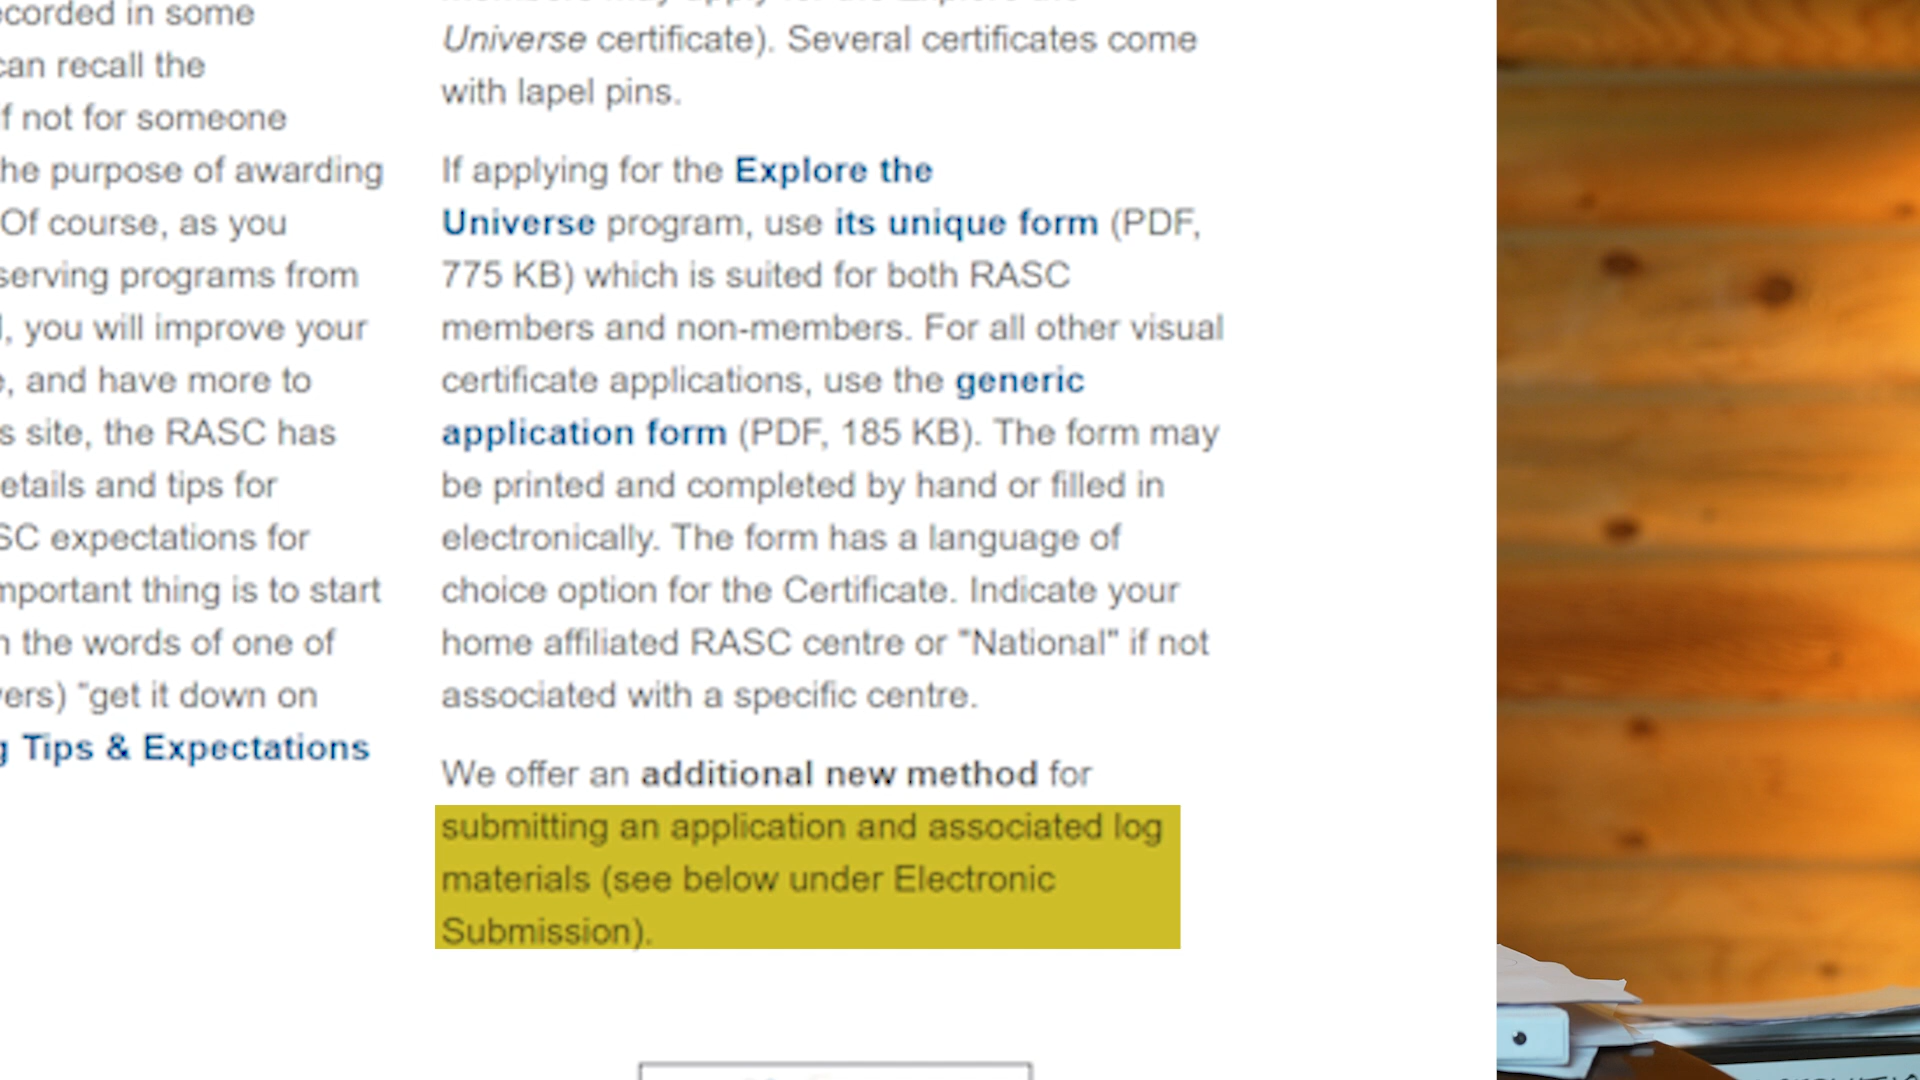 ecorded in some
can recall the
if not for someone
he purpose of awarding
Of course, as you
serving programs from
, you will improve your
, and have more to
s site, the RASC has
etails and tips for
SC expectations for
mportant thing is to start
n the words of one of
vers) "get it down on
g Tips & Expectations
Universe certificate). Several certificates come
with lapel pins.
If applying for the Explore the
Universe program, use its unique form (PDF,
775 KB) which is suited for both RASC
members and non-members. For all other visual
certificate applications, use the generic
application form (PDF, 185 KB). The form may
be printed and completed by hand or filled in
electronically. The form has a language of
choice option for the Certificate. Indicate your
home affiliated RASC centre or "National" if not
associated with a specific centre.
We offer an additional new method for
submitting an application and associated log
materials (see below under Electronic
Submission).